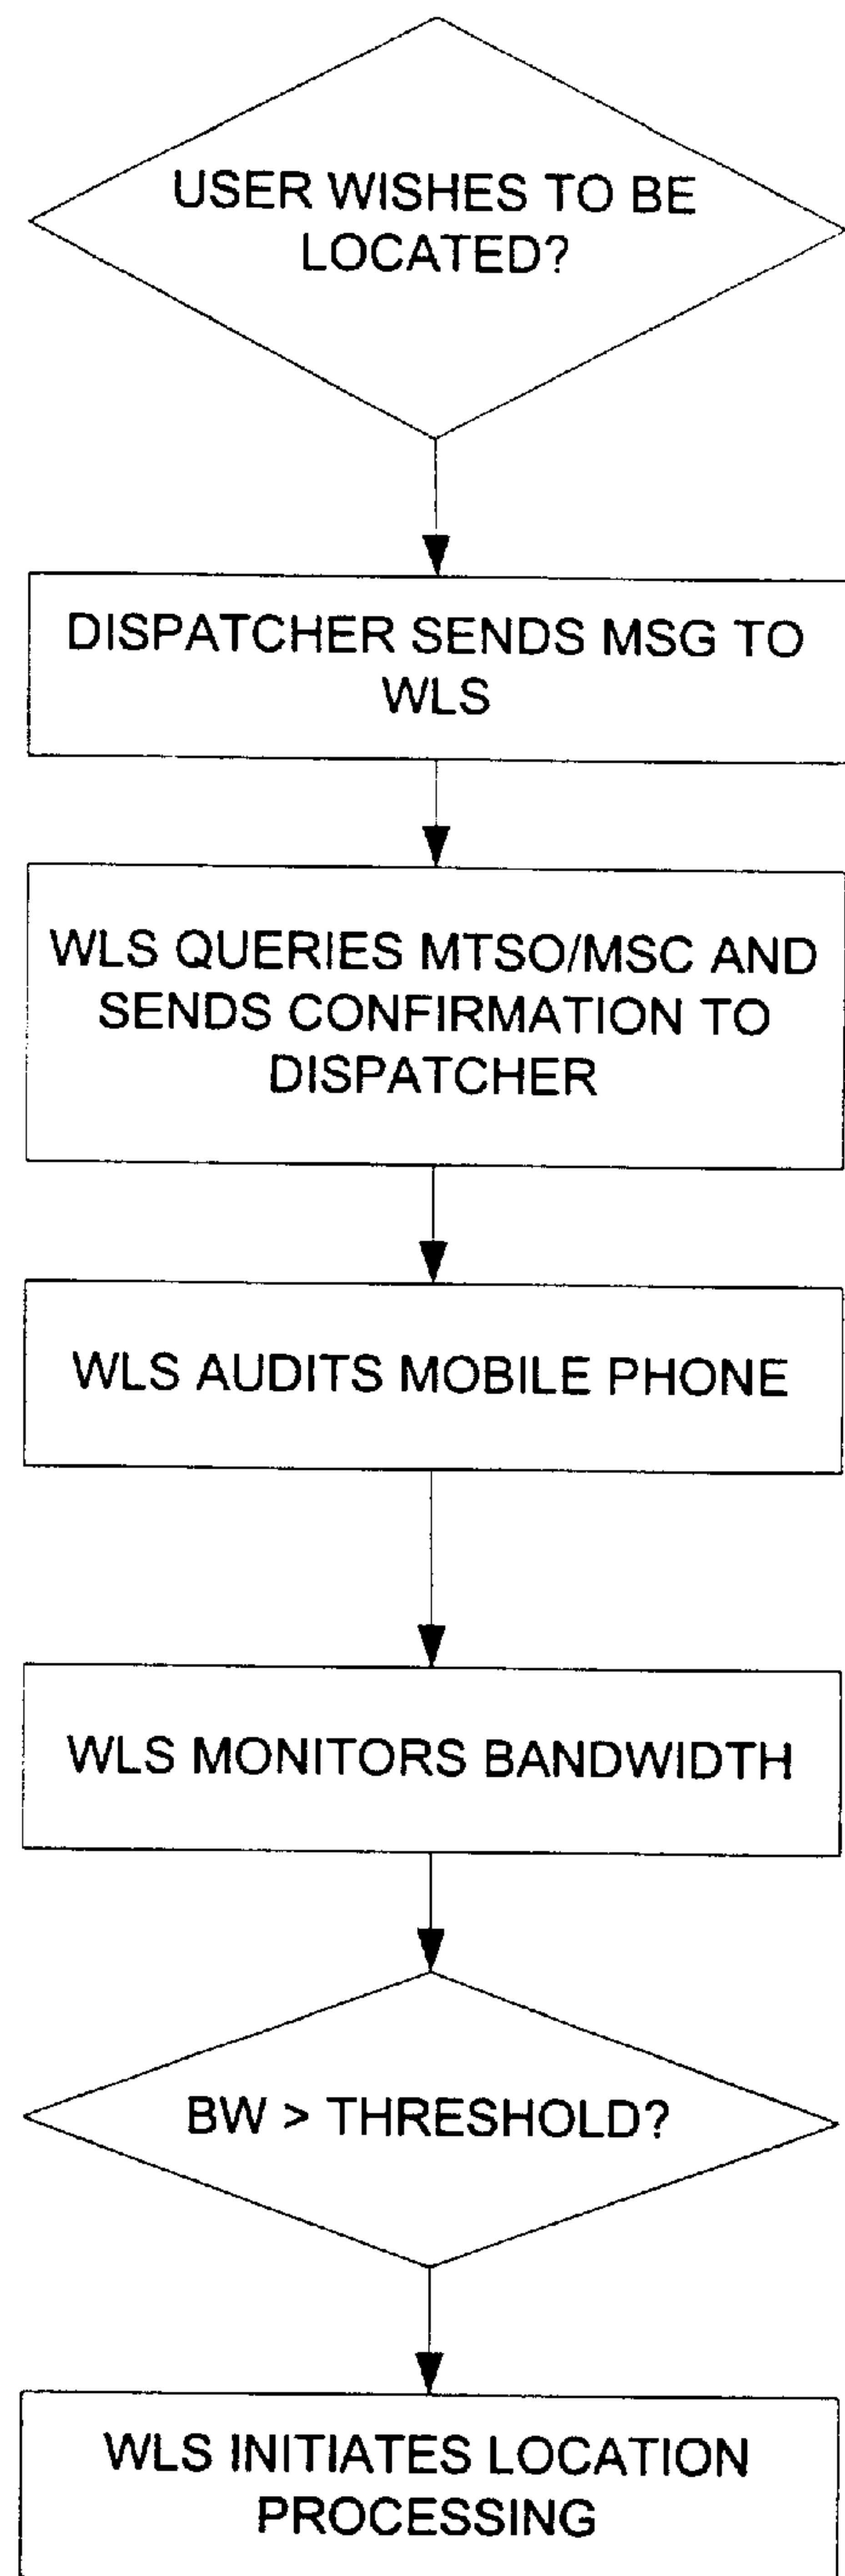 USER WISHES TO BE
LOCATED?
DISPATCHER SENDS MSG TO
WLS
WLS QUERIES MTSO/MSC AND
SENDS CONFIRMATION TO
DISPATCHER
WLS AUDITS MOBILE PHONE
WLS MONITORS BANDWIDTH
BW > THRESHOLD?
WLS INITIATES LOCATION
PROCESSING